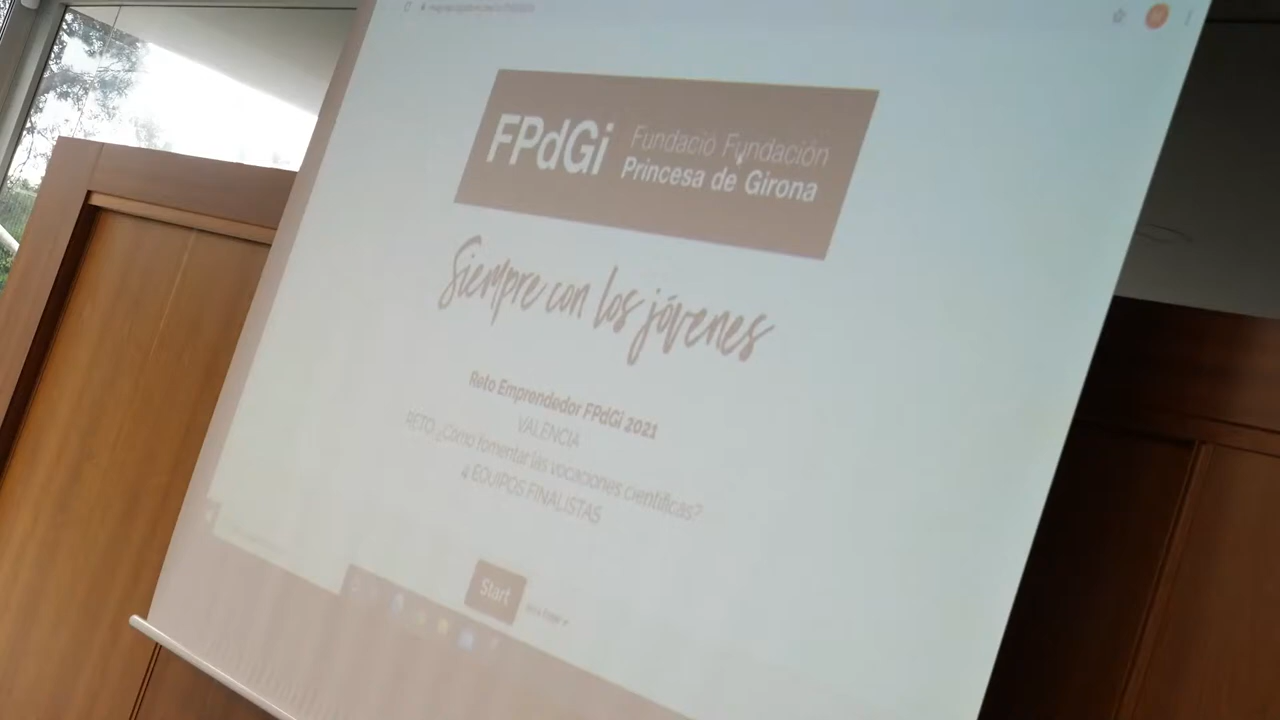 FPdGi
Fundació Fundación
Princesa de Girona
Siempre con los jóvenes
Reto Emprendedor FPdGi 2021
VALENCIA
RETO: ¿Cómo fomentar las vocaciones científicas?
4 EQUIPOS FINALISTAS
Start